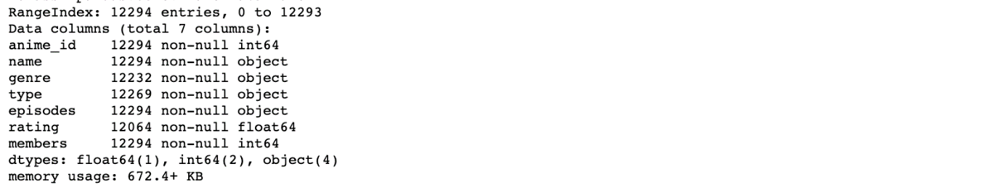 RangeIndex: 12294 entries, 0 to 12293
Data columns (total 7 columns):
anime_id    12294 non-null int64
name        12294 non-null object
genre       12232 non-null object
type        12269 non-null object
episodes    12294 non-null object
rating      12064 non-null float64
members     12294 non-null int64
dtypes: float64(1), int64(2), object(4)
memory usage: 672.4+ KB